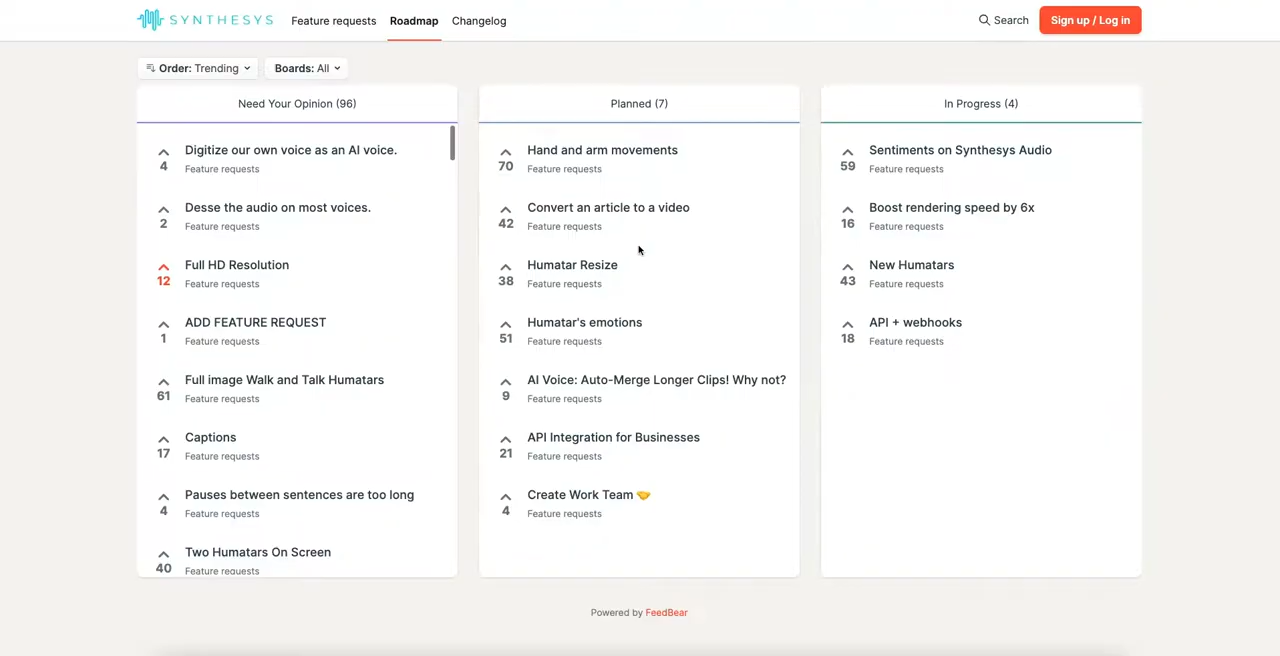 SYNTHESYS Feature requests Roadmap Changelog Search Sign up / Log in
Order: Trending Boards: All
Need Your Opinion (96)
4 Digitize our own voice as an AI voice.
Feature requests
2 Desse the audio on most voices.
Feature requests
12 Full HD Resolution
Feature requests
1 ADD FEATURE REQUEST
Feature requests
61 Full image Walk and Talk Humatars
Feature requests
17 Captions
Feature requests
4 Pauses between sentences are too long
Feature requests
40 Two Humatars On Screen
Feature requests
Planned (7)
70 Hand and arm movements
Feature requests
42 Convert an article to a video
Feature requests
38 Humatar Resize
Feature requests
51 Humatar's emotions
Feature requests
9 AI Voice: Auto-Merge Longer Clips! Why not?
Feature requests
21 API Integration for Businesses
Feature requests
4 Create Work Team 🤝
Feature requests
In Progress (4)
59 Sentiments on Synthesys Audio
Feature requests
16 Boost rendering speed by 6x
Feature requests
43 New Humatars
Feature requests
18 API + webhooks
Feature requests
Powered by FeedBear